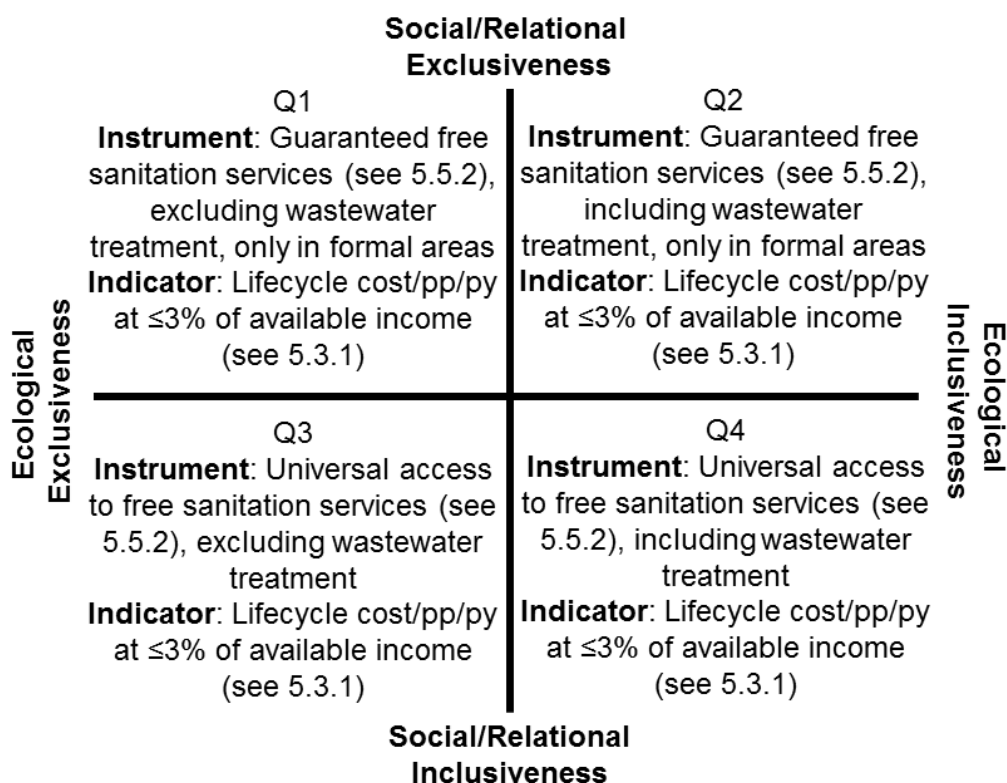 Social/Relational
Exclusiveness
Q1
Instrument: Guaranteed free
sanitation services (see 5.5.2),
excluding wastewater
treatment, only in formal areas
Indicator: Lifecycle cost/pp/py
at ≤3% of available income
(see 5.3.1)
Q2
Instrument: Guaranteed free
sanitation services (see 5.5.2),
including wastewater
treatment, only in formal areas
Indicator: Lifecycle cost/pp/py
at ≤3% of available income
(see 5.3.1)
Ecological
Exclusiveness
Ecological
Inclusiveness
Q3
Instrument: Universal access
to free sanitation services (see
5.5.2), excluding wastewater
treatment
Indicator: Lifecycle cost/pp/py
at ≤3% of available income
(see 5.3.1)
Q4
Instrument: Universal access
to free sanitation services (see
5.5.2), including wastewater
treatment
Indicator: Lifecycle cost/pp/py
at ≤3% of available income
(see 5.3.1)
Social/Relational
Inclusiveness